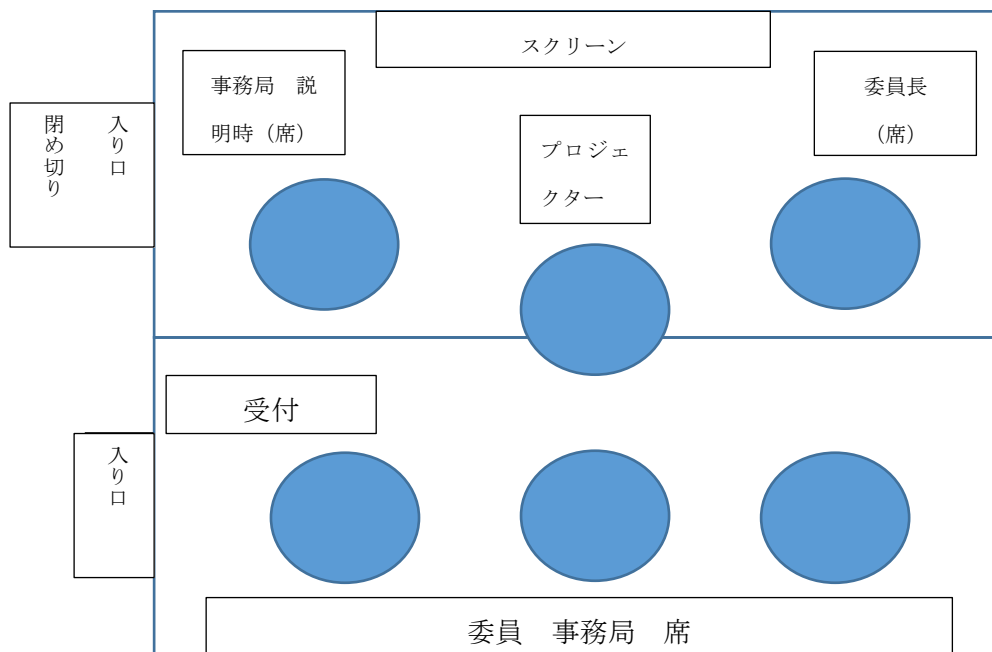 スクリーン
事務局　説
明時（席）
委員長
（席）
入り口
閉め切り
プロジェ
クター
受付
入り口
委員　事務局　席